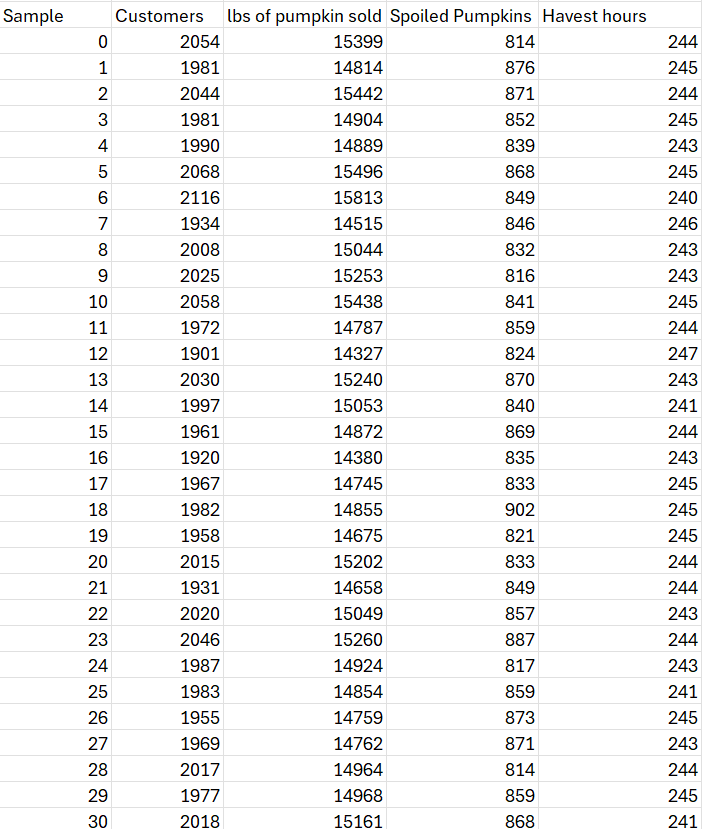 Sample Customers lbs of pumpkin sold Spoiled Pumpkins Havest hours
0 2054 15399 814 244
1 1981 14814 876 245
2 2044 15442 871 244
3 1981 14904 852 245
4 1990 14889 839 243
5 2068 15496 868 245
6 2116 15813 849 240
7 1934 14515 846 246
8 2008 15044 832 243
9 2025 15253 816 243
10 2058 15438 841 245
11 1972 14787 859 244
12 1901 14327 824 247
13 2030 15240 870 243
14 1997 15053 840 241
15 1961 14872 869 244
16 1920 14380 835 243
17 1967 14745 833 245
18 1982 14855 902 245
19 1958 14675 821 245
20 2015 15202 833 244
21 1931 14658 849 244
22 2020 15049 857 243
23 2046 15260 887 244
24 1987 14924 817 243
25 1983 14854 859 241
26 1955 14759 873 245
27 1969 14762 871 243
28 2017 14964 814 244
29 1977 14968 859 245
30 2018 15161 868 241